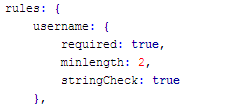 rules: {
    username: {
        required: true,
        minlength: 2,
        stringCheck: true
    },